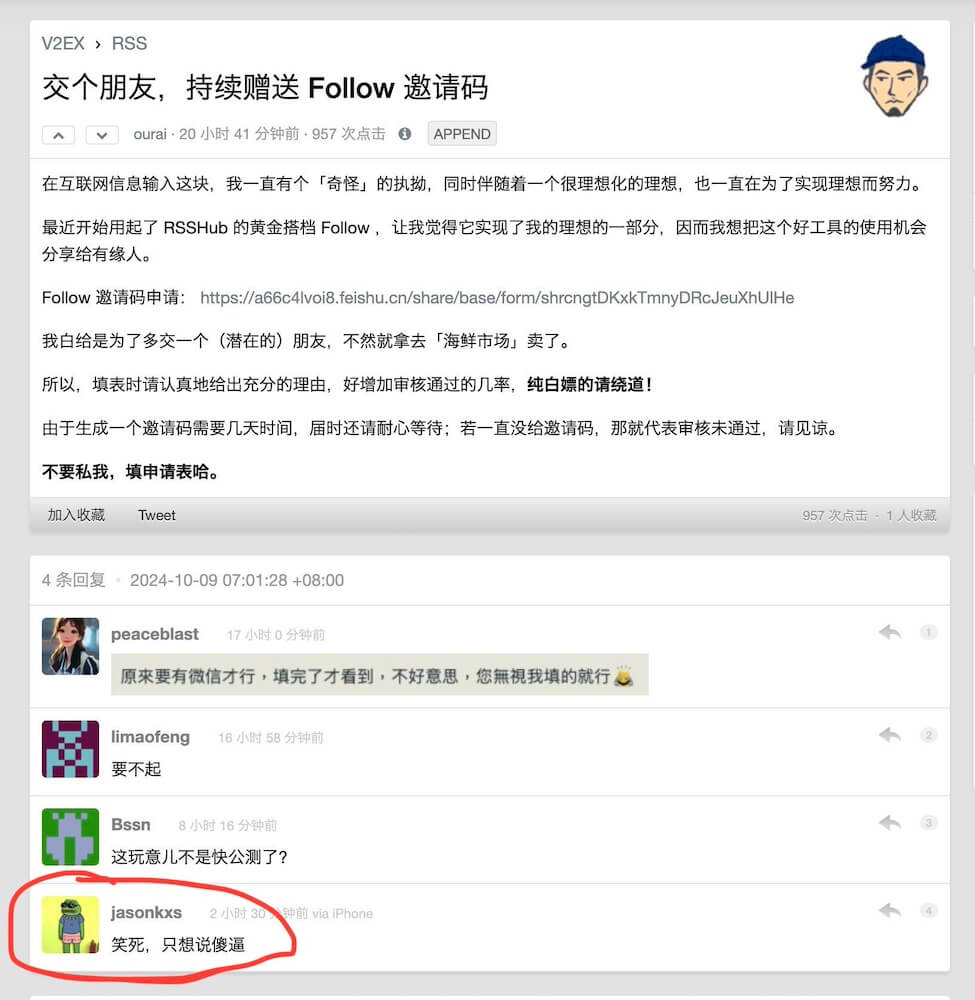 V2EX › RSS
交个朋友，持续赠送 Follow 邀请码
ourai · 20 小时 41 分钟前 · 957 次点击 APPEND
在互联网信息输入这块，我一直有个「奇怪」的执拗，同时伴随着一个很理想化的理想，也一直在为了实现理想而努力。
最近开始用起了 RSSHub 的黄金搭档 Follow ，让我觉得它实现了我的理想的一部分，因而我想把这个好工具的使用机会
分享给有缘人。
Follow 邀请码申请： https://a66c4lvoi8.feishu.cn/share/base/form/shrcngtDKxkTmnyDRcJeuXhUlHe
我白给是为了多交一个（潜在的）朋友，不然就拿去「海鲜市场」卖了。
所以，填表时请认真地给出充分的理由，好增加审核通过的几率，纯白嫖的请绕道！
由于生成一个邀请码需要几天时间，届时还请耐心等待；若一直没给邀请码，那就代表审核未通过，请见谅。
不要私我，填申请表哈。
加入收藏 Tweet 957 次点击 · 1 人收藏
4 条回复 • 2024-10-09 07:01:28 +08:00
peaceblast 17 小时 0 分钟前 1
原來要有微信才行，填完了才看到，不好意思，您無視我填的就行🙇
limaofeng 16 小时 58 分钟前 2
要不起
Bssn 8 小时 16 分钟前 3
这玩意儿不是快公测了?
jasonkxs 2 小时 30 分钟前 via iPhone 4
笑死，只想说傻逼